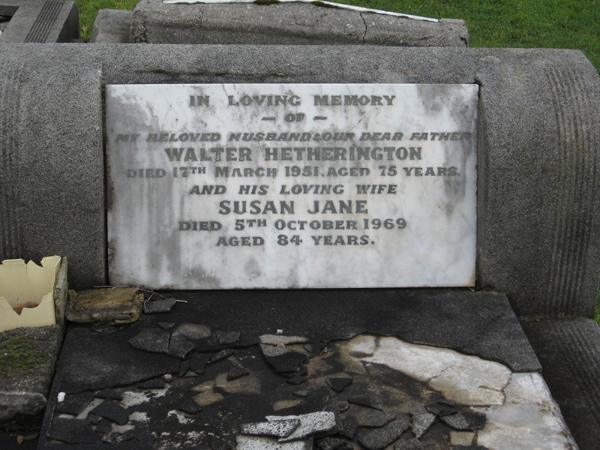 IN LOVING MEMORY
— OF —
MY BELOVED HUSBAND & OUR DEAR FATHER
WALTER HETHERINGTON
DIED 17TH MARCH 1951. AGED 75 YEARS.
AND HIS LOVING WIFE
SUSAN JANE
DIED 5TH OCTOBER 1969
AGED 84 YEARS.